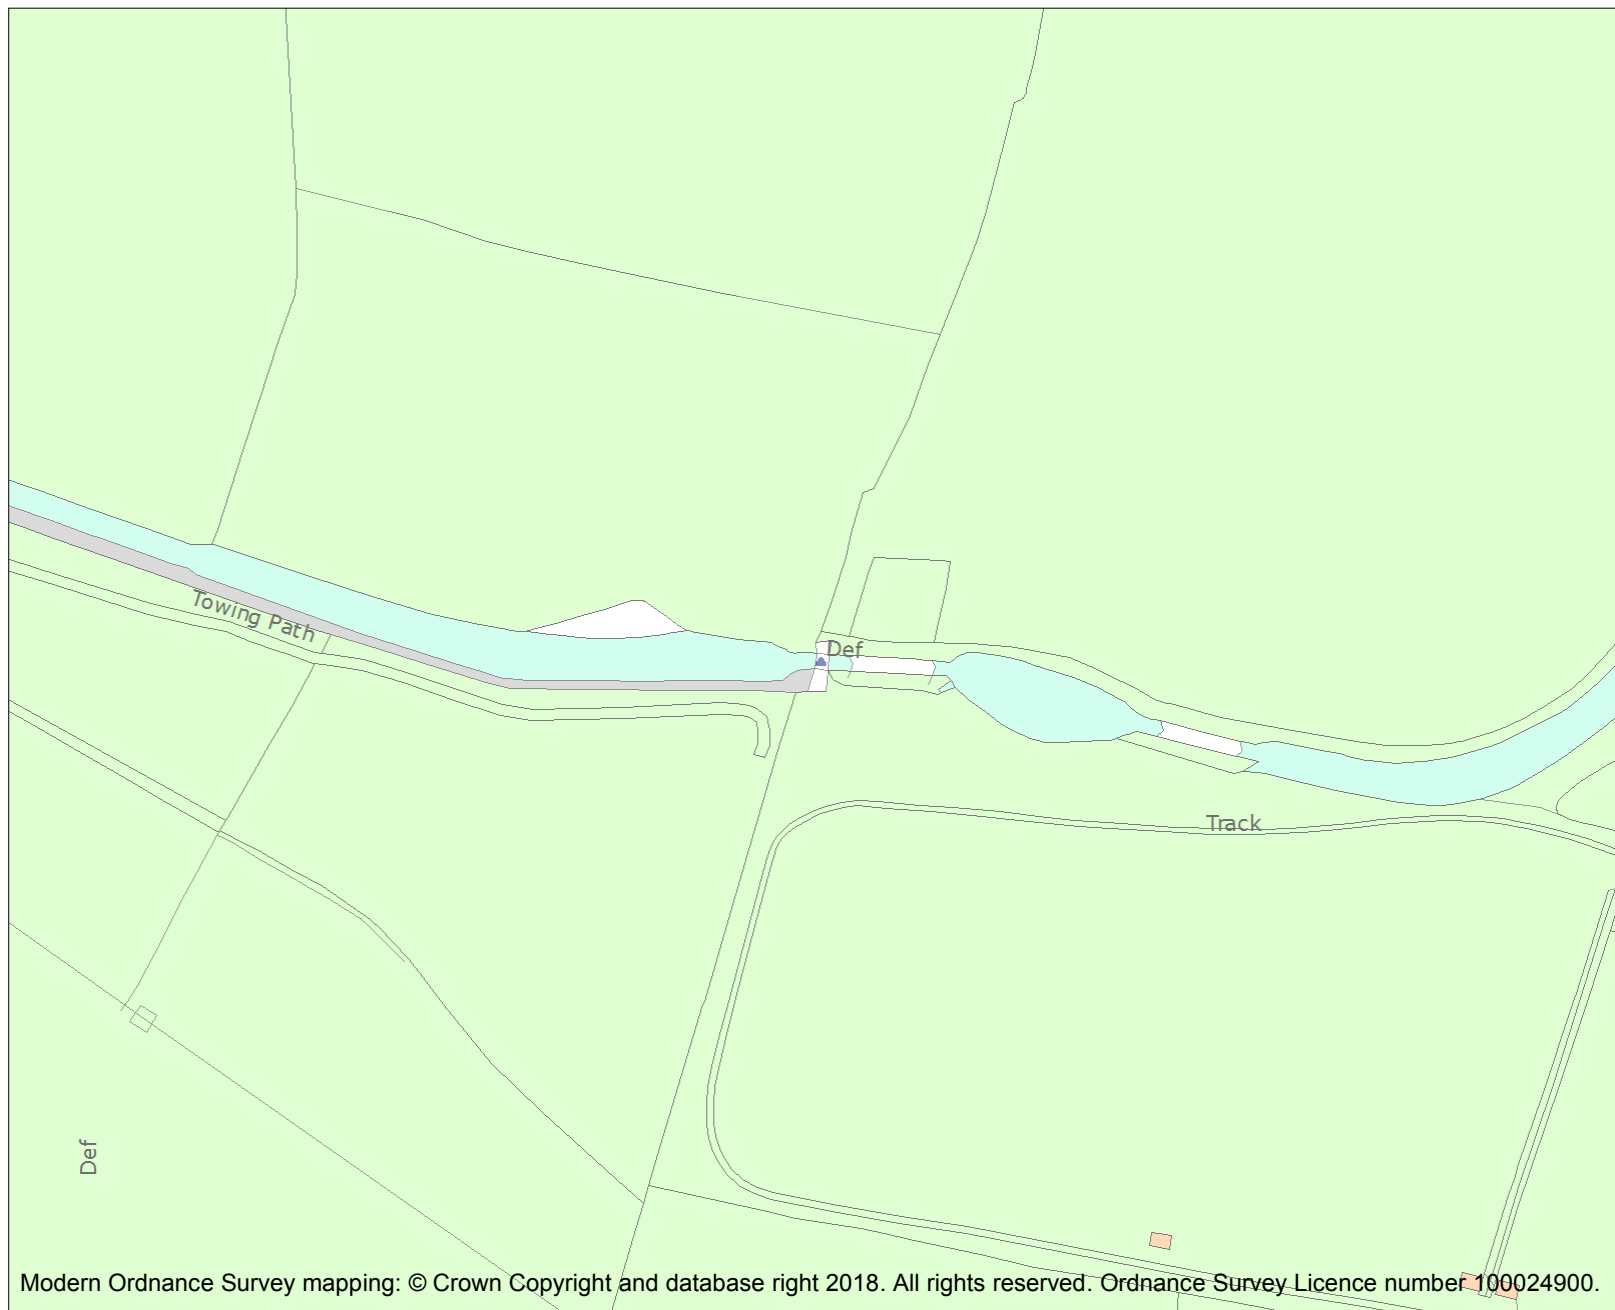 Towing Path
Def
Track
Def
Modern Ordnance Survey mapping: © Crown Copyright and database right 2018. All rights reserved. Ordnance Survey Licence number 100024900.